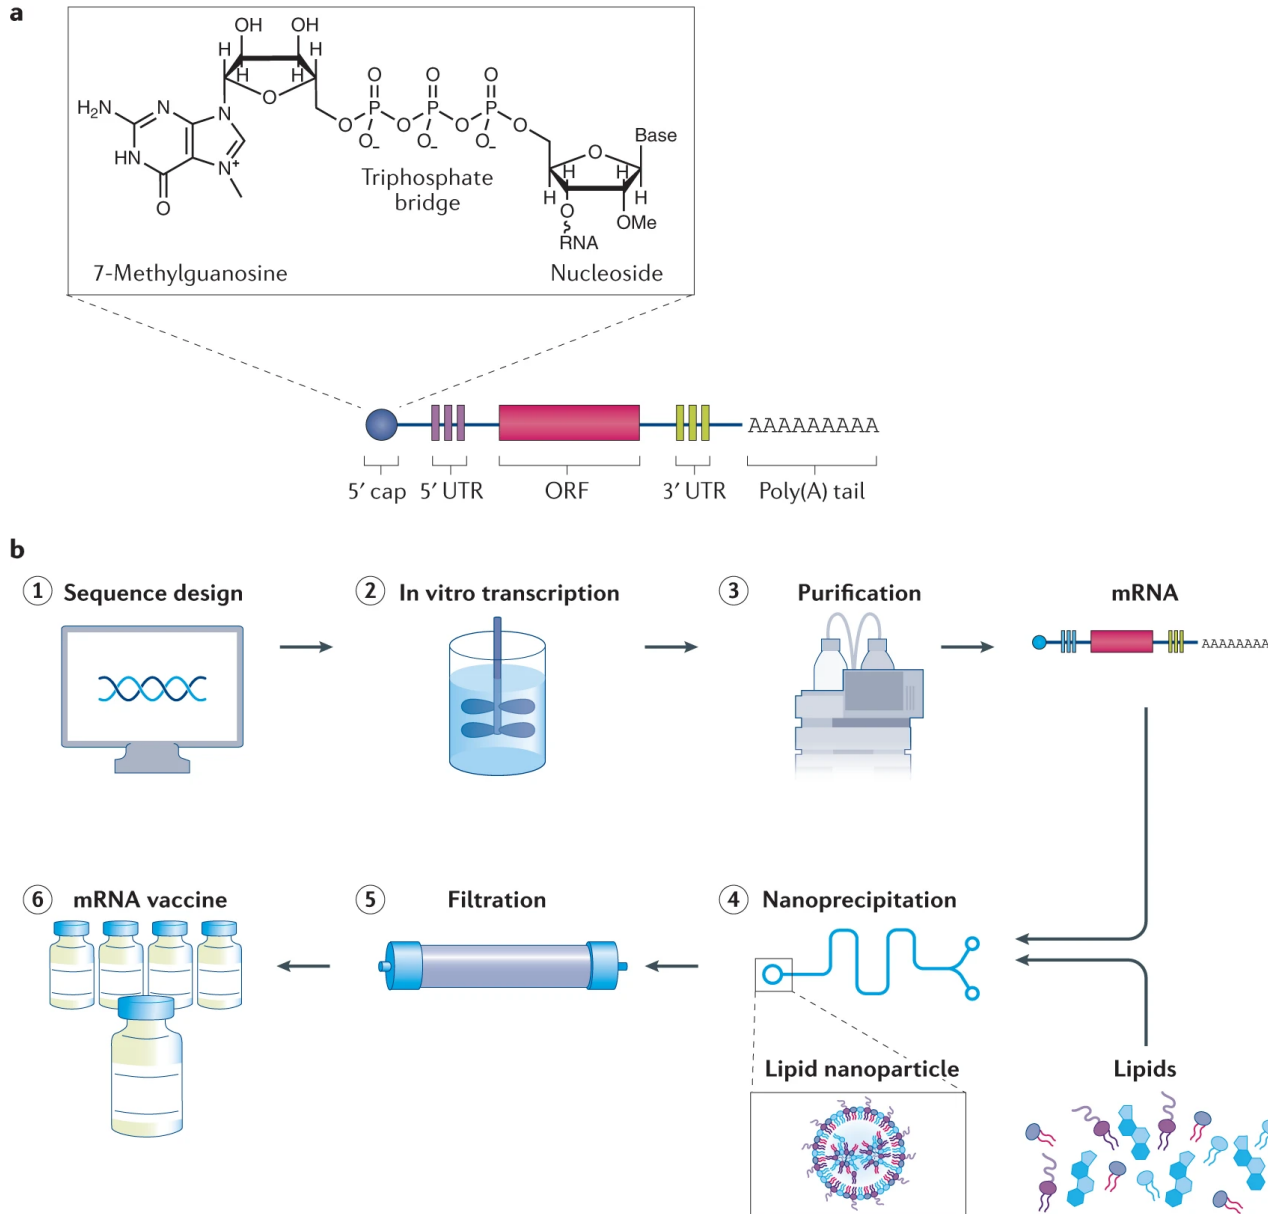 a
OH OH
H H
H H
O
H₂N N N
HN N⁺
O
O O O
O P O P O P O
O₋ O₋ O₋
Triphosphate
bridge
Base
O
H H
H H
O OMe
RNA
7-Methylguanosine Nucleoside
AAAAAAAAA
5′ cap 5′ UTR ORF 3′ UTR Poly(A) tail
b
1 Sequence design
2 In vitro transcription
3 Purification
mRNA
AAAAAAAA
6 mRNA vaccine
5 Filtration
4 Nanoprecipitation
Lipid nanoparticle
Lipids